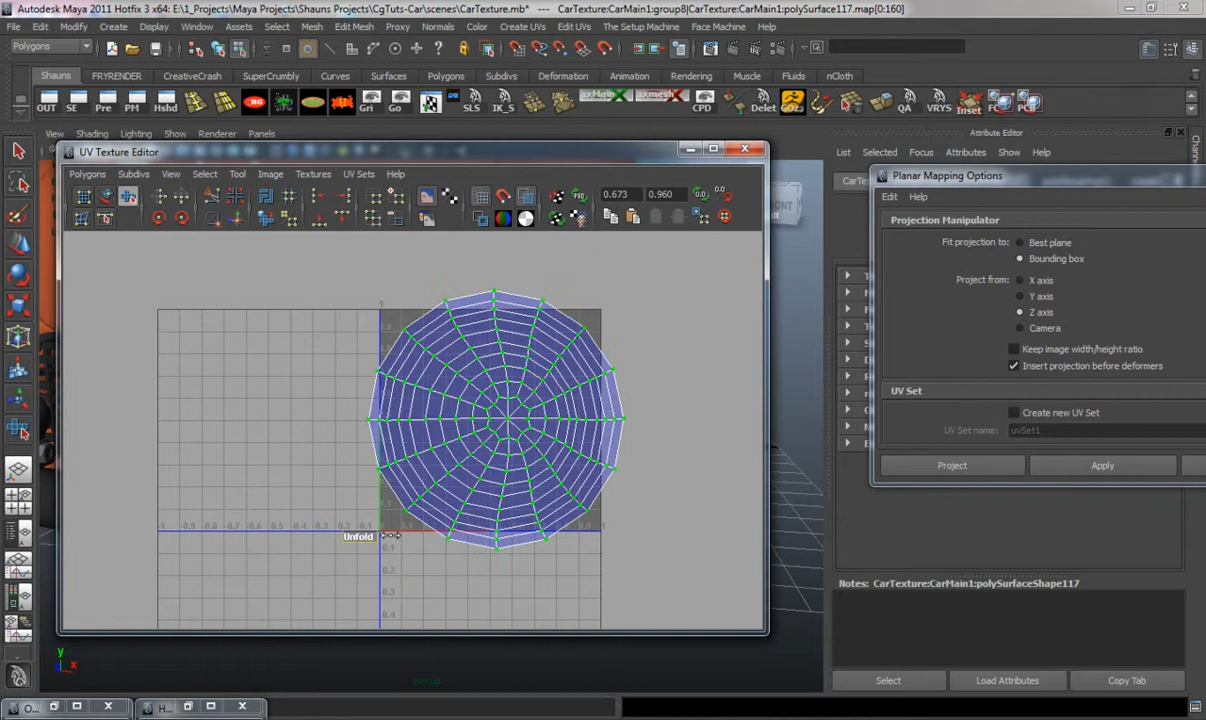 Autodesk Maya 2011 Hotfix 3 x64: E:\1_Projects\Maya Projects\Shauns Projects\CgTuts-Car\scenes\CarTexture.mb* --- CarTexture:CarMain1:group8|CarTexture:CarMain1:polySurface117.map[0:160]
File Edit Modify Create Display Window Assets Select Mesh Edit Mesh Proxy Normals Color Create UVs Edit UVs The Setup Machine Face Machine Help
Polygons
Shauns FRYRENDER CreativeCrash SuperCrumbly Curves Surfaces Polygons Subdivs Deformation Animation Rendering Muscle Fluids nCloth
OUT SE Pre PM Hshd Gri Go SLS IK_S axMain axmesh CPD Delet GOz QA VRYS Inset FC PCB
View Shading Lighting Show Renderer Panels
Attribute Editor
UV Texture Editor
List Selected Focus Attributes Show Help
Polygons Subdivs View Select Tool Image Textures UV Sets Help
Planar Mapping Options
0.673 0.960
Edit Help
Projection Manipulator
Fit projection to: Best plane
Bounding box
Project from: X axis
Y axis
Z axis
Camera
Keep image width/height ratio
Insert projection before deformers
UV Set
Create new UV Set
UV Set name: uvSet1
Project Apply
Unfold
Notes: CarTexture:CarMain1:polySurfaceShape117
Select Load Attributes Copy Tab
persp
y
x
O...
H...